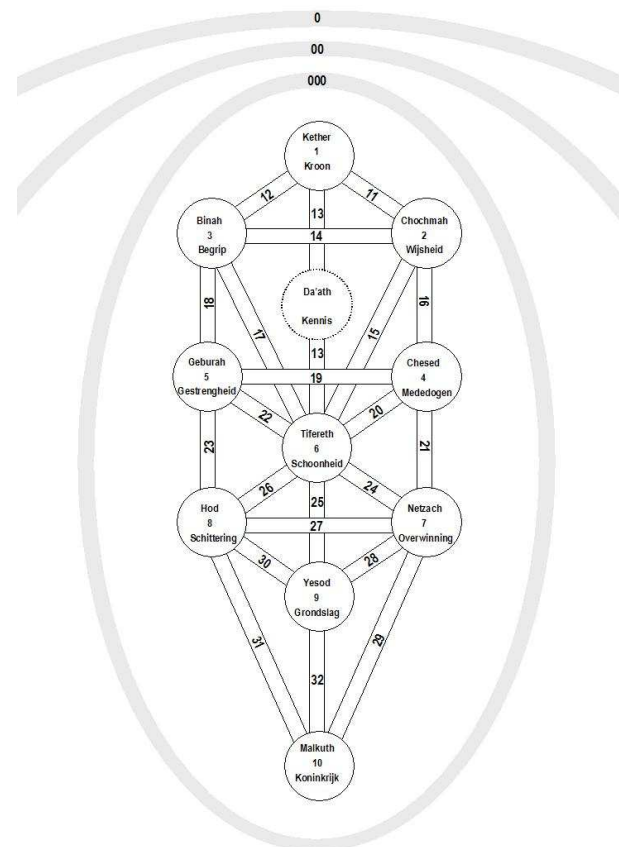 0
00
000
Kether
1
Kroon
12
11
13
Binah
3
Begrip
Chochmah
2
Wijsheid
14
Da'ath
Kennis
18
17
15
16
13
Geburah
5
Gestrengheid
Chesed
4
Mededogen
19
22
20
Tifereth
6
Schoonheid
23
21
26
24
25
Hod
8
Schittering
Netzach
7
Overwinning
27
30
28
Yesod
9
Grondslag
31
29
32
Malkuth
10
Koninkrijk